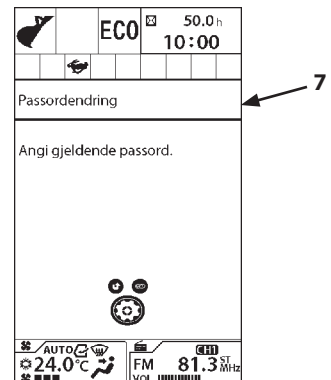 ECO
50.0 h
10:00
7
Passordendring
Angi gjeldende passord.
AUTO
24.0°C
FM
CH1
81.3 ST MHz
VOL